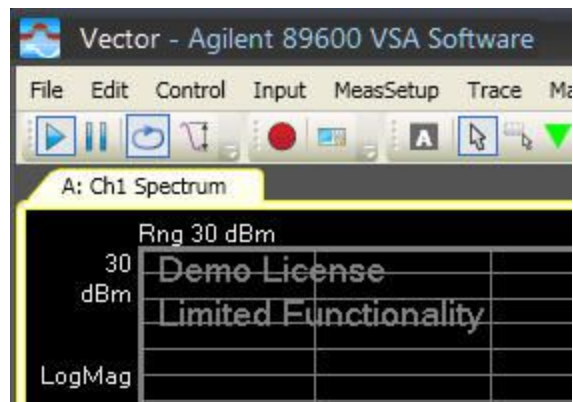 Vector - Agilent 89600 VSA Software
File Edit Control Input MeasSetup Trace Ma
A
A: Ch1 Spectrum
Rng 30 dBm
30 Demo License
dBm
Limited Functionality
LogMag